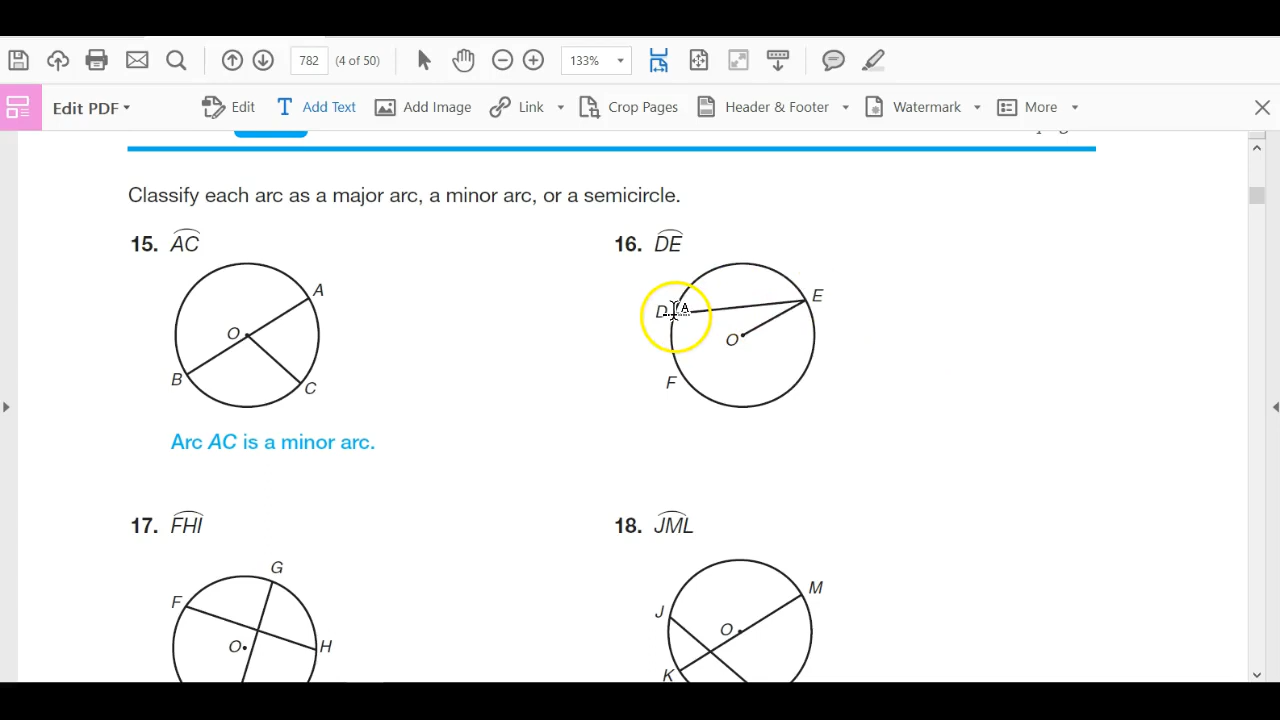 782 (4 of 50) 133%
Edit PDF Edit Add Text Add Image Link Crop Pages Header & Footer Watermark More
Classify each arc as a major arc, a minor arc, or a semicircle.
15. AC
16. DE
A
O
B
C
D
E
O
F
Arc AC is a minor arc.
17. FHI
18. JML
G
F
O
H
M
J
O
K